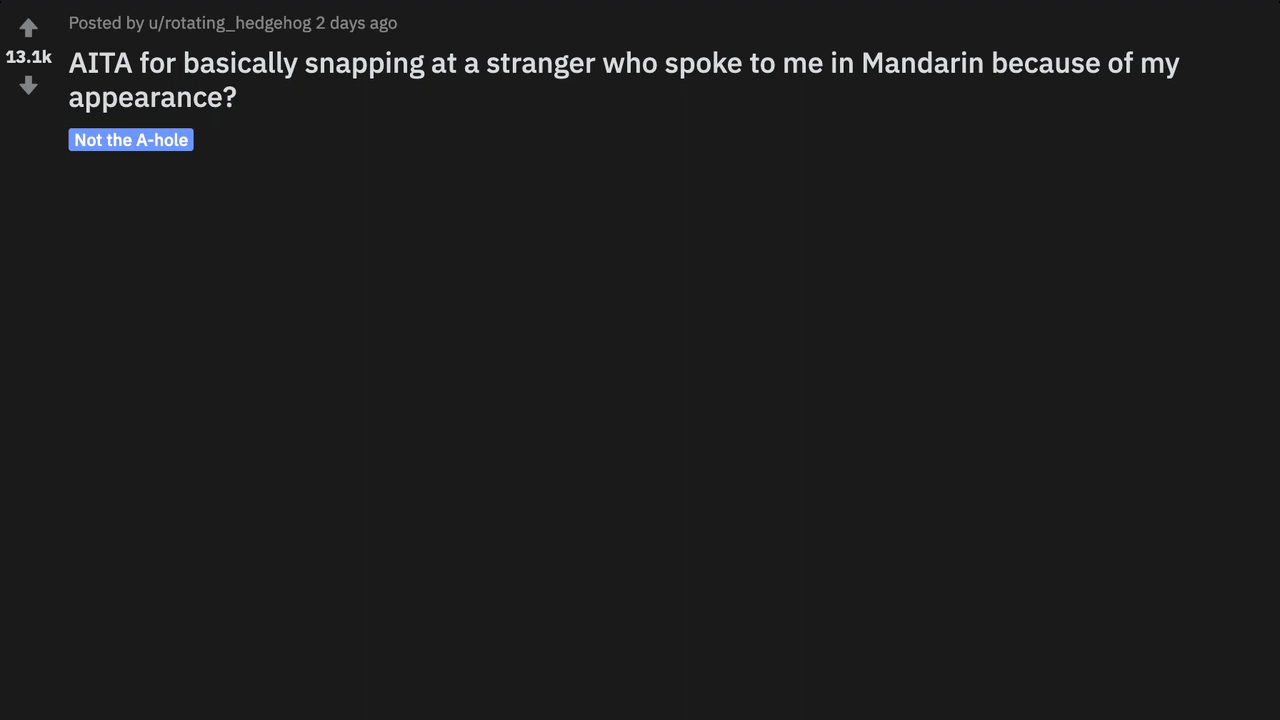 Posted by u/rotating_hedgehog 2 days ago
13.1k
AITA for basically snapping at a stranger who spoke to me in Mandarin because of my
appearance?
Not the A-hole